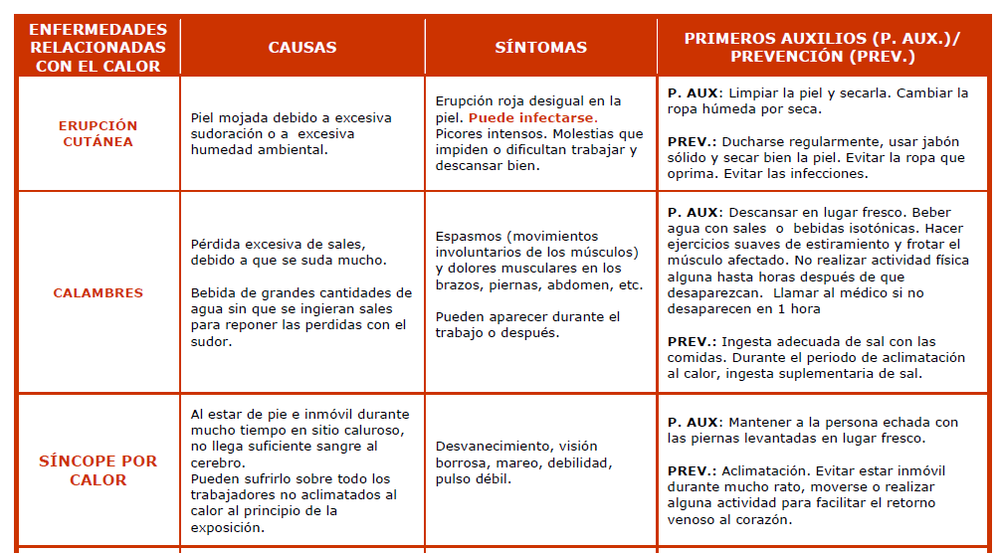 ENFERMEDADES
RELACIONADAS
CON EL CALOR
CAUSAS
SÍNTOMAS
PRIMEROS AUXILIOS (P. AUX.)/
PREVENCIÓN (PREV.)
ERUPCIÓN
CUTÁNEA
Piel mojada debido a excesiva
sudoración o a  excesiva
humedad ambiental.
Erupción roja desigual en la
piel. Puede infectarse.
Picores intensos. Molestias que
impiden o dificultan trabajar y
descansar bien.
P. AUX: Limpiar la piel y secarla. Cambiar la
ropa húmeda por seca.
PREV.: Ducharse regularmente, usar jabón
sólido y secar bien la piel. Evitar la ropa que
oprima. Evitar las infecciones.
CALAMBRES
Pérdida excesiva de sales,
debido a que se suda mucho.
Bebida de grandes cantidades de
agua sin que se ingieran sales
para reponer las perdidas con el
sudor.
Espasmos (movimientos
involuntarios de los músculos)
y dolores musculares en los
brazos, piernas, abdomen, etc.
Pueden aparecer durante el
trabajo o después.
P. AUX: Descansar en lugar fresco. Beber
agua con sales  o  bebidas isotónicas. Hacer
ejercicios suaves de estiramiento y frotar el
músculo afectado. No realizar actividad física
alguna hasta horas después de que
desaparezcan.  Llamar al médico si no
desaparecen en 1 hora
PREV.: Ingesta adecuada de sal con las
comidas. Durante el periodo de aclimatación
al calor, ingesta suplementaria de sal.
SÍNCOPE POR
CALOR
Al estar de pie e inmóvil durante
mucho tiempo en sitio caluroso,
no llega suficiente sangre al
cerebro.
Pueden sufrirlo sobre todo los
trabajadores no aclimatados al
calor al principio de la
exposición.
Desvanecimiento, visión
borrosa, mareo, debilidad,
pulso débil.
P. AUX: Mantener a la persona echada con
las piernas levantadas en lugar fresco.
PREV.: Aclimatación. Evitar estar inmóvil
durante mucho rato, moverse o realizar
alguna actividad para facilitar el retorno
venoso al corazón.